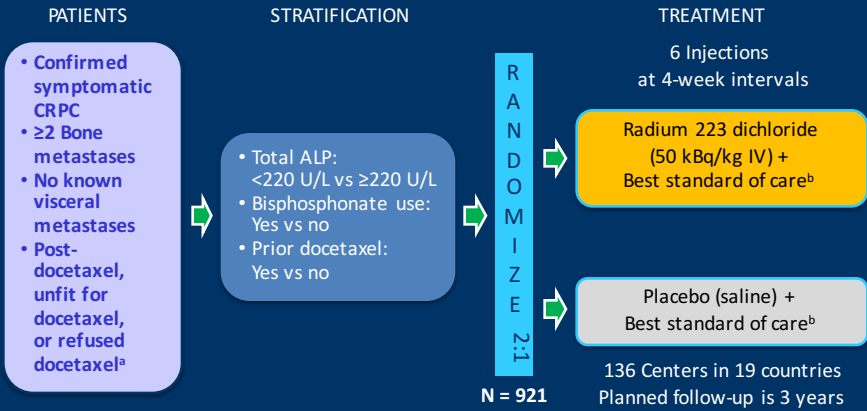 PATIENTS
• Confirmed
symptomatic
CRPC
• ≥2 Bone
metastases
• No known
visceral
metastases
• Post-
docetaxel,
unfit for
docetaxel,
or refused
docetaxelᵃ
STRATIFICATION
• Total ALP:
<220 U/L vs ≥220 U/L
• Bisphosphonate use:
Yes vs no
• Prior docetaxel:
Yes vs no
RANDOMIZE 2:1
N = 921
TREATMENT
6 Injections
at 4-week intervals
Radium 223 dichloride
(50 kBq/kg IV) +
Best standard of careᵇ
Placebo (saline) +
Best standard of careᵇ
136 Centers in 19 countries
Planned follow-up is 3 years